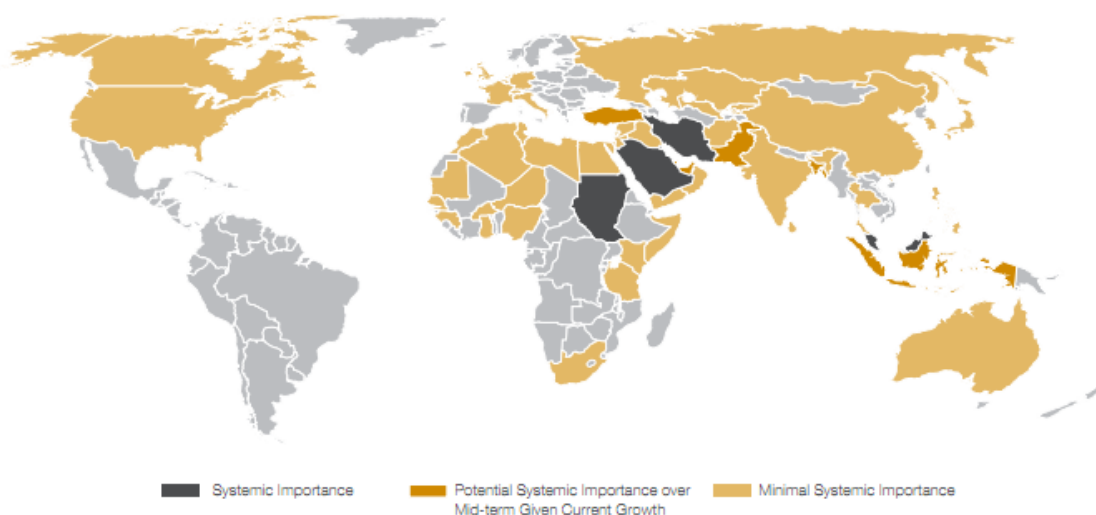 Systemic Importance
Potential Systemic Importance over
Mid-term Given Current Growth
Minimal Systemic Importance